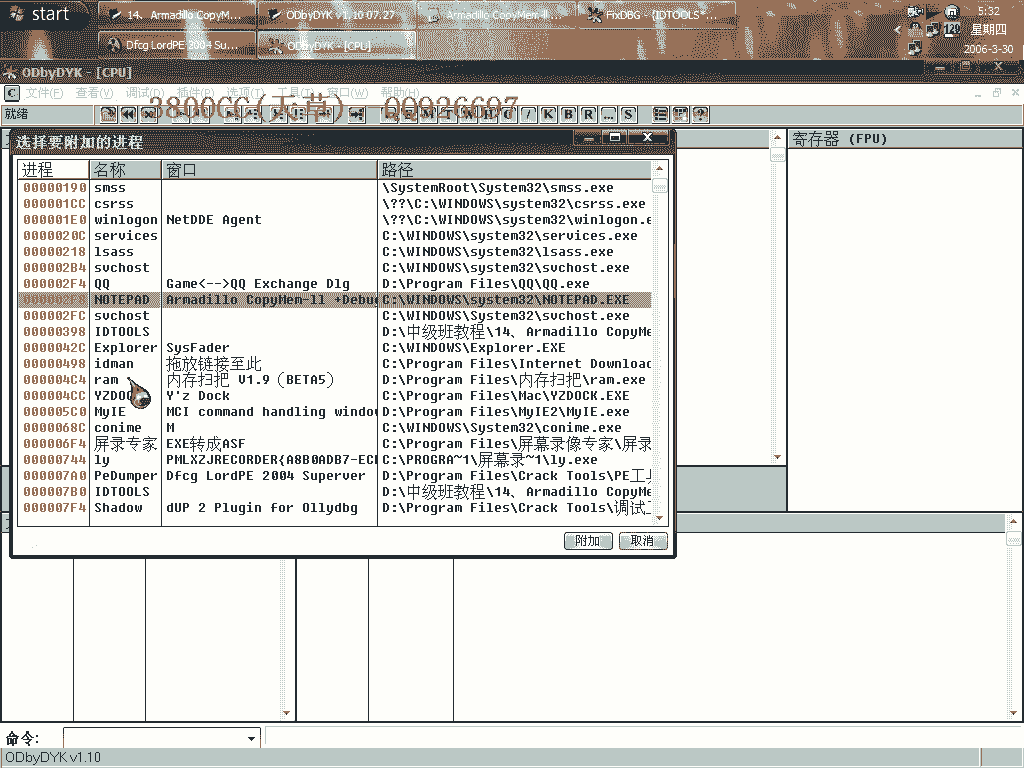 start
14、Armadillo CopyM...
ODbyDYK v1.10 07.27
Armadillo CopyMem-ll ...
FixDBG - {IDTOOLS*...
5:32
星期四
2006-3-30
Dfcg LordPE 2004 Su...
ODbyDYK - [CPU]
ODbyDYK - [CPU]
文件(F) 查看(V) 调试(D) 插件(P) 选项(T) 窗口(W) 帮助(H)
3800CC(天草) QQ926697
就绪
/ K B R ... S
选择要附加的进程
寄存器 (FPU)
进程 名称 窗口 路径
00000190 smss \SystemRoot\System32\smss.exe
000001CC csrss \??\C:\WINDOWS\system32\csrss.exe
000001E0 winlogon NetDDE Agent \??\C:\WINDOWS\system32\winlogon.e
0000020C services C:\WINDOWS\system32\services.exe
00000218 lsass C:\WINDOWS\system32\lsass.exe
000002B4 svchost C:\WINDOWS\system32\svchost.exe
000002F4 QQ Game<-->QQ Exchange Dlg D:\Program Files\QQ\QQ.exe
000002F8 NOTEPAD Armadillo CopyMem-ll +Debu C:\WINDOWS\system32\NOTEPAD.EXE
000002FC svchost C:\WINDOWS\System32\svchost.exe
00000398 IDTOOLS D:\中级班教程\14、Armadillo CopyMe
0000042C Explorer SysFader C:\WINDOWS\Explorer.EXE
00000498 idman 拖放链接至此 C:\Program Files\Internet Downloa
000004C4 ram 内存扫把 V1.9 (BETA5) D:\Program Files\内存扫把\ram.exe
000004CC YZDOC Y'z Dock C:\Program Files\Mac\YZDOCK.EXE
000005C0 MyIE MCI command handling window D:\Program Files\MyIE2\MyIE.exe
0000068C conime M C:\WINDOWS\System32\conime.exe
000006F4 屏录专家 EXE转成ASF C:\Program Files\屏幕录像专家\屏录
00000744 ly PMLXZJRECORDER{A8B0ADB7-ECI C:\PROGRA~1\屏幕录~1\ly.exe
000007A0 PeDumper Dfcg LordPE 2004 Superver D:\Program Files\Crack Tools\PE工
000007B0 IDTOOLS D:\中级班教程\14、Armadillo CopyMe
000007F4 Shadow dUP 2 Plugin for Ollydbg D:\Program Files\Crack Tools\调试工
附加 取消
命令:
ODbyDYK v1.10